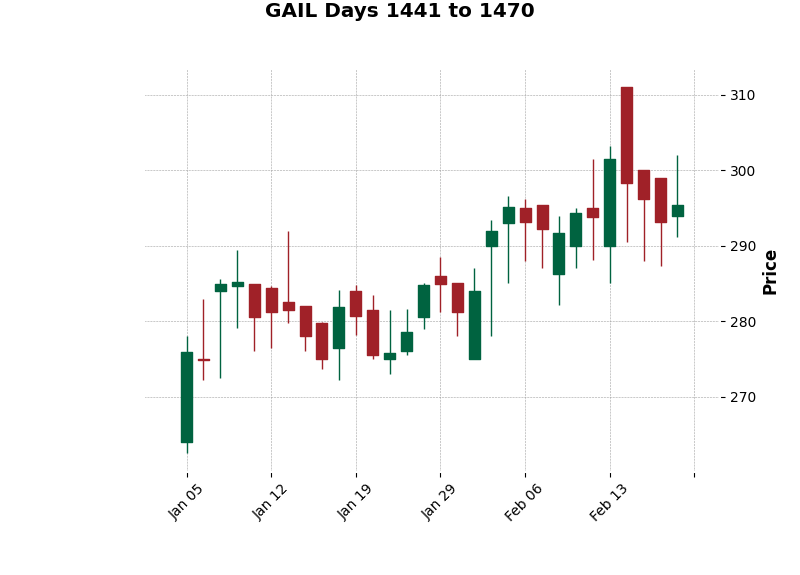 GAIL Days 1441 to 1470
310
300
290
280
270
Price
Jan 05
Jan 12
Jan 19
Jan 29
Feb 06
Feb 13